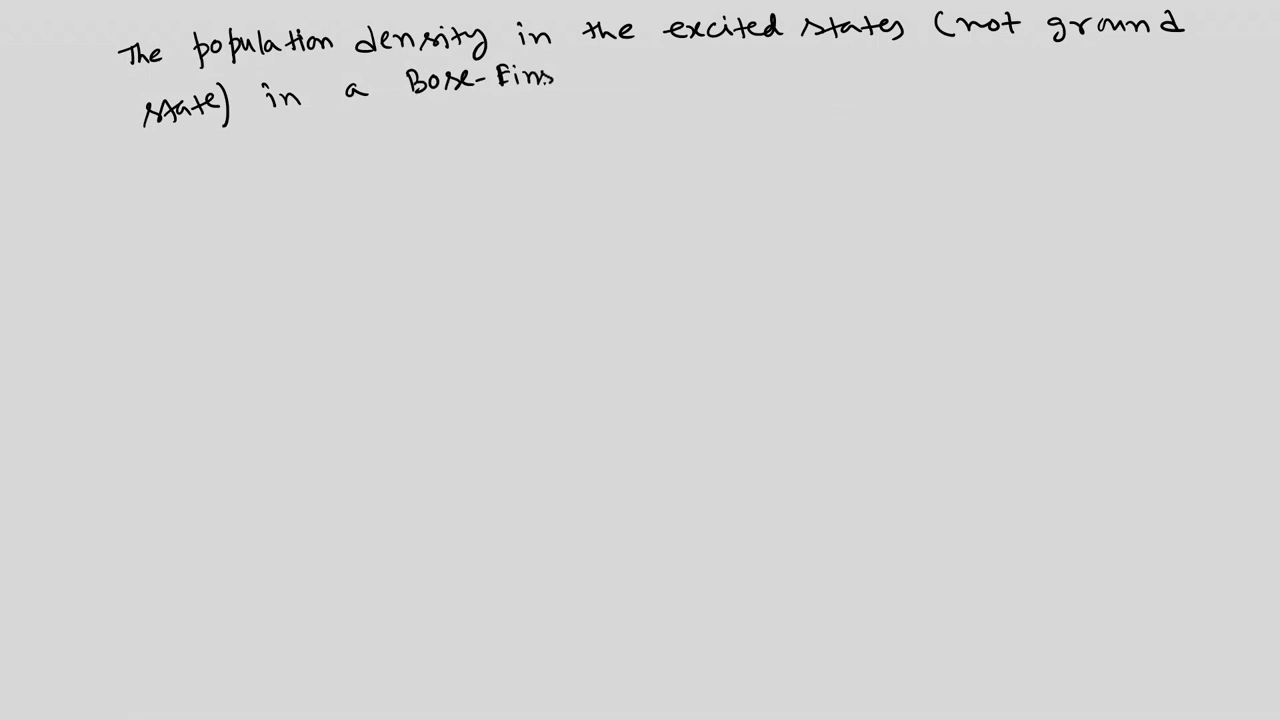 The population density in the excited states (not ground
state) in a Bose-Eins